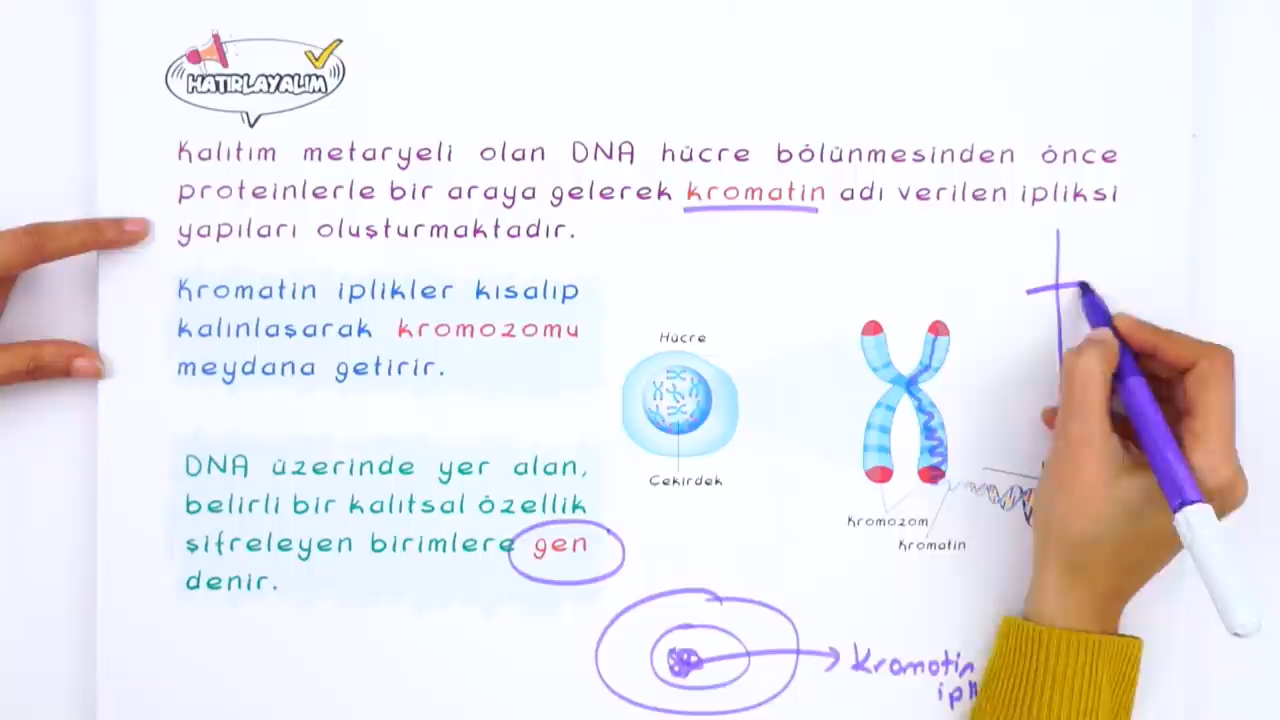 HATIRLAYALIM
Kalıtım metaryeli olan DNA hücre bölünmesinden önce
proteinlerle bir araya gelerek kromatin adı verilen ipliksi
yapıları oluşturmaktadır.
Kromatin iplikler kısalıp
kalınlaşarak kromozomu
meydana getirir.
DNA üzerinde yer alan,
belirli bir kalıtsal özellik
şifreleyen birimlere gen
denir.
Hücre
Çekirdek
Kromozom
Kromatin
Kromatin